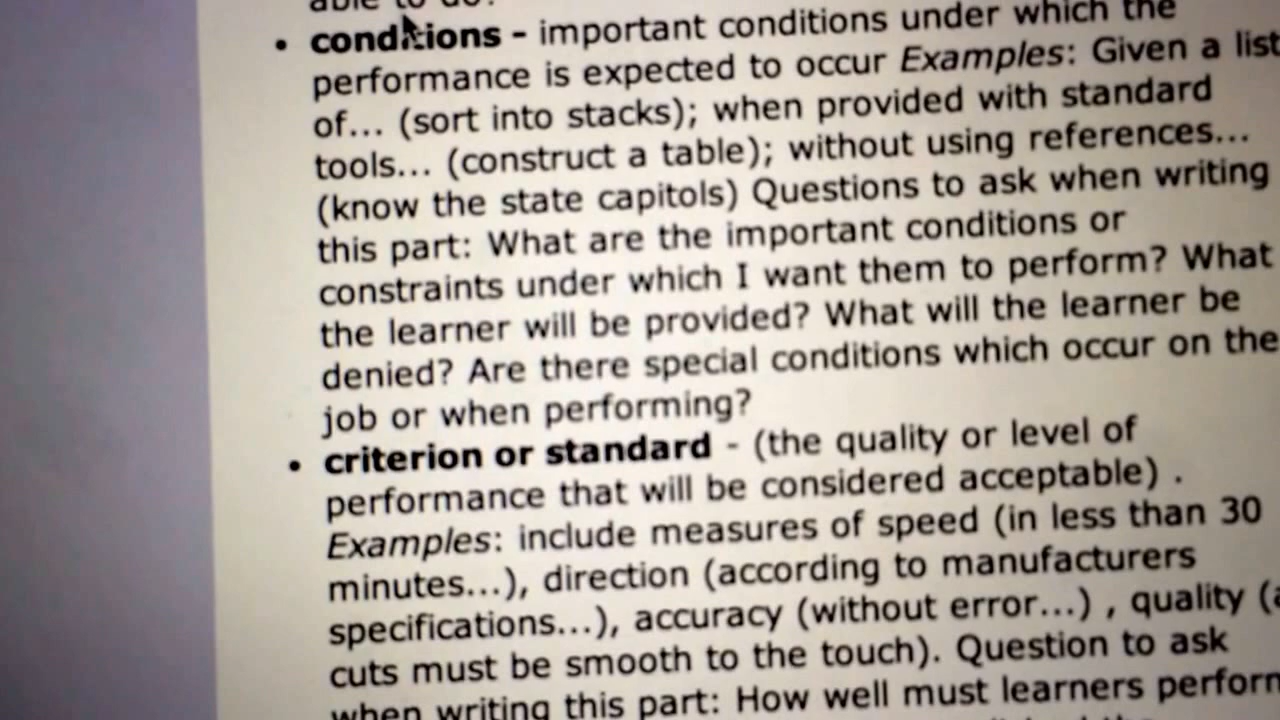 able to do?
• conditions - important conditions under which the
performance is expected to occur Examples: Given a list
of... (sort into stacks); when provided with standard
tools... (construct a table); without using references...
(know the state capitols) Questions to ask when writing
this part: What are the important conditions or
constraints under which I want them to perform? What
the learner will be provided? What will the learner be
denied? Are there special conditions which occur on the
job or when performing?
• criterion or standard - (the quality or level of
performance that will be considered acceptable) .
Examples: include measures of speed (in less than 30
minutes...), direction (according to manufacturers
specifications...), accuracy (without error...) , quality (
cuts must be smooth to the touch). Question to ask
when writing this part: How well must learners perform